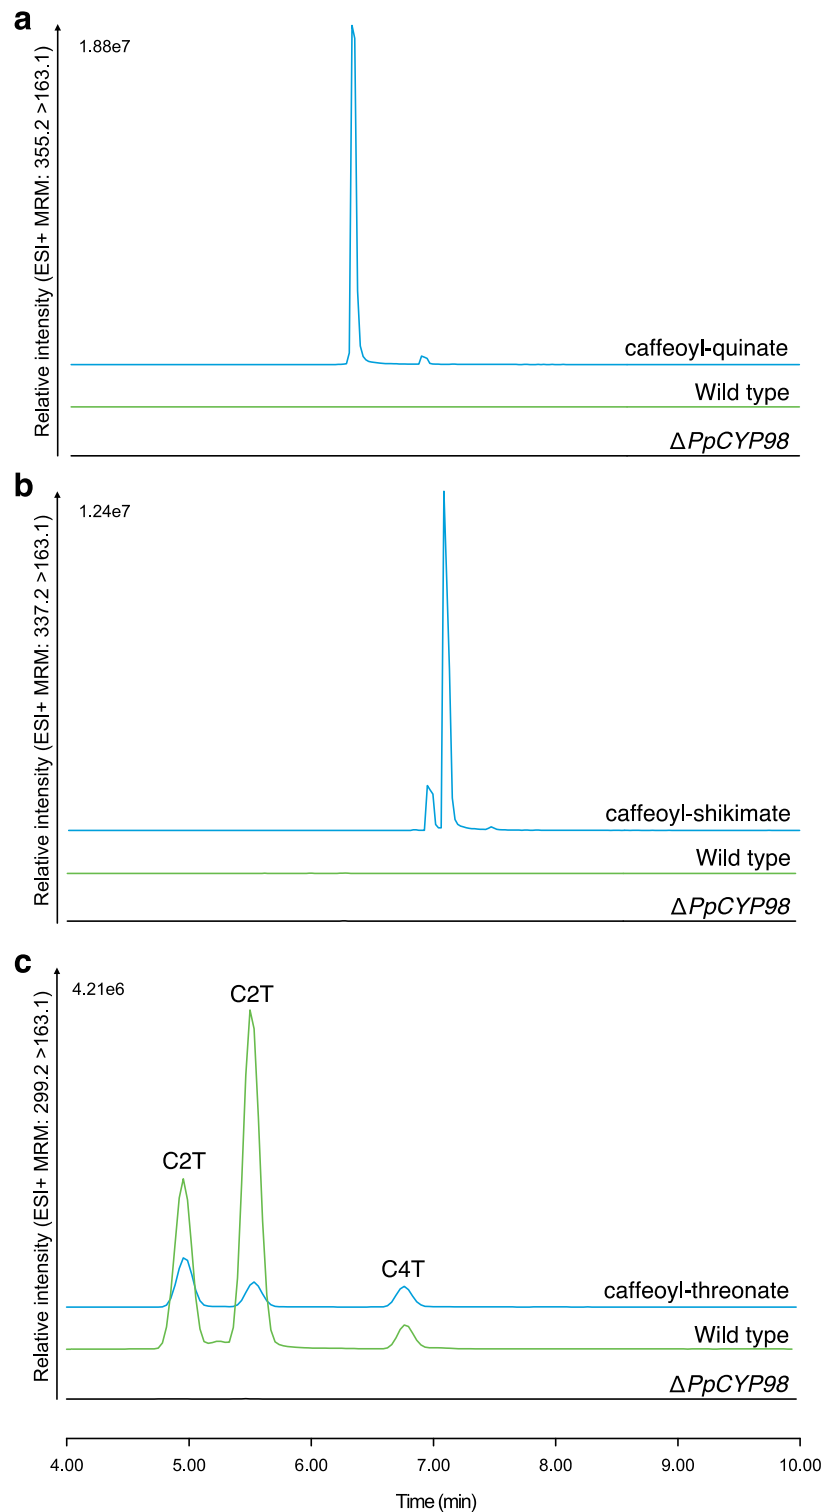 a
1.88e7
Relative intensity (ESI+ MRM: 355.2 >163.1)
caffeoyl-quinate
Wild type
ΔPpCYP98
b
1.24e7
Relative intensity (ESI+ MRM: 337.2 >163.1)
caffeoyl-shikimate
Wild type
ΔPpCYP98
c
4.21e6
Relative intensity (ESI+ MRM: 299.2 >163.1)
C2T
C2T
C4T
caffeoyl-threonate
Wild type
ΔPpCYP98
4.00 5.00 6.00 7.00 8.00 9.00 10.00
Time (min)